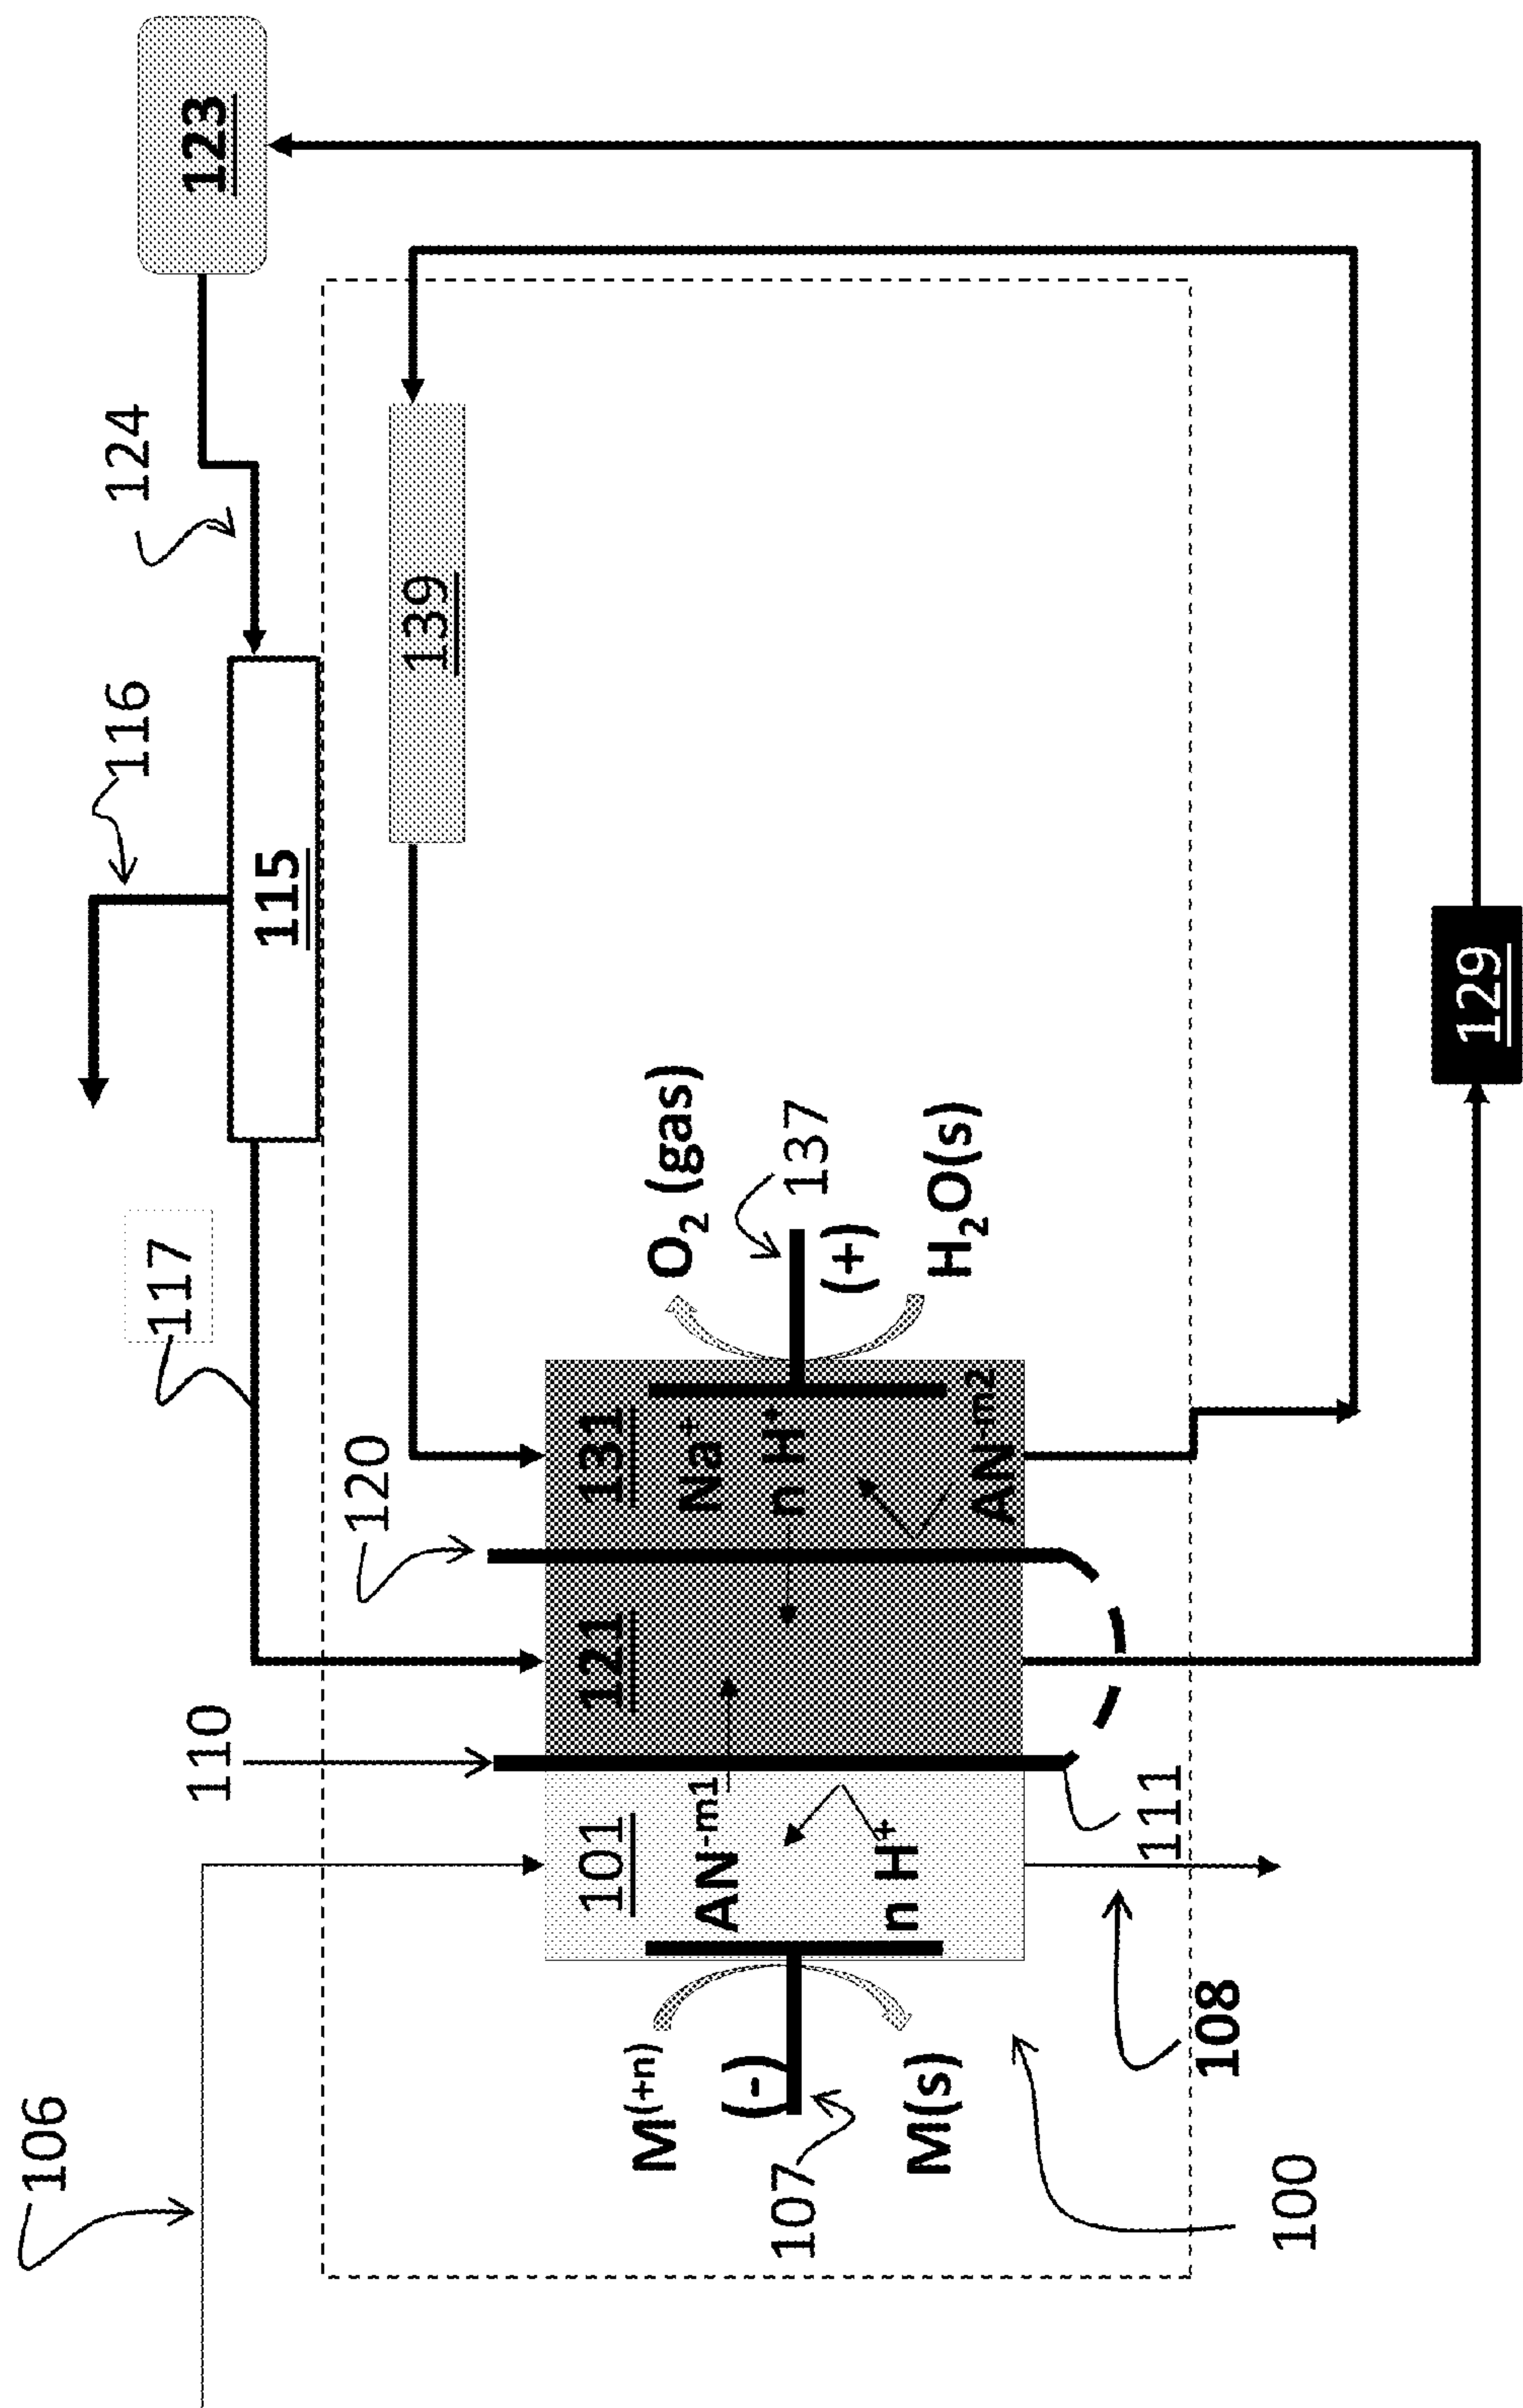 106
116
124
117
123
110
115
120
139
101
121
131
M(+n)
O₂ (gas)
Na⁺
AN⁻ᵐ¹
(-)
n H⁺
107
137
(+)
n H⁺
M(s)
H₂O(s)
AN⁻ᵐ²
111
108
100
129